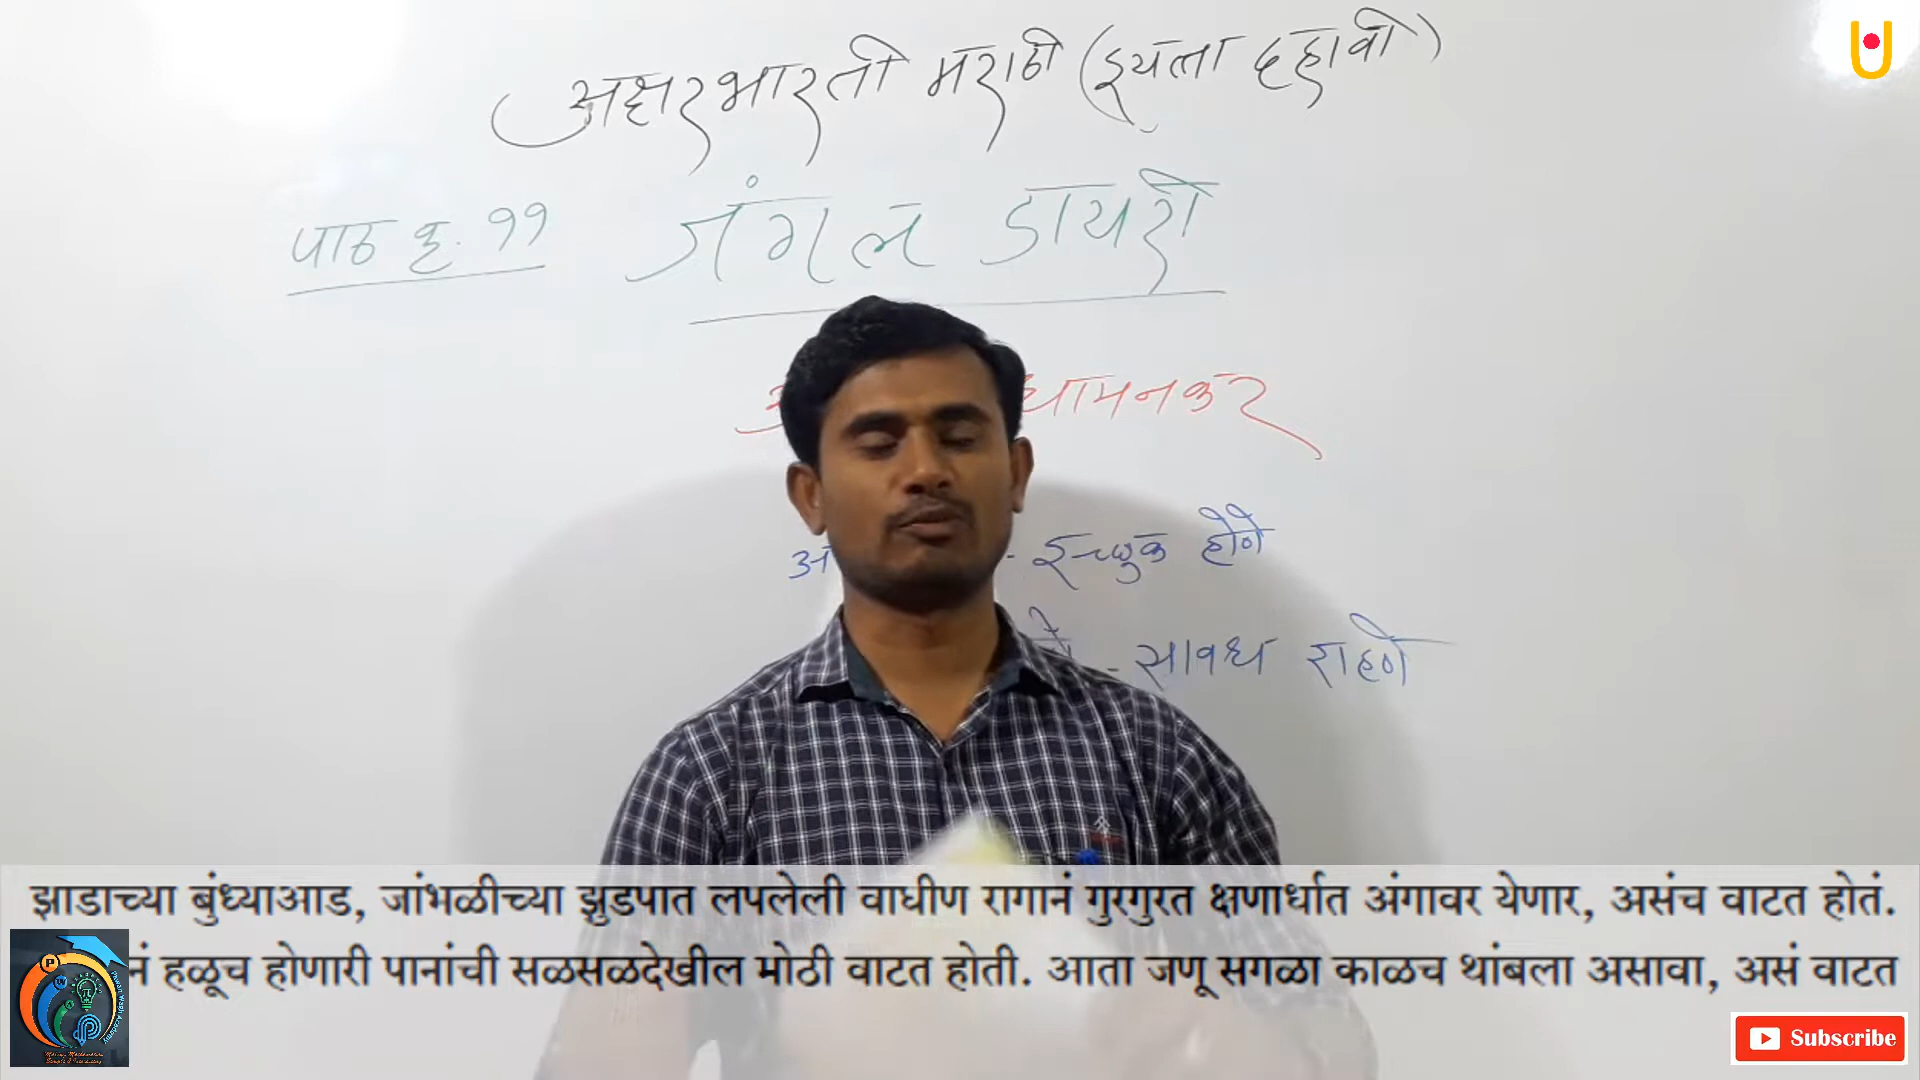 अक्षरभारती मराठी (इयत्ता दहावी)
पाठ क्र. ११ जंगल डायरी
धामनकर
- इच्छुक होणे
- सावध राहणे
झाडाच्या बुंध्याआड, जांभळीच्या झुडपात लपलेली वाघीण रागानं गुरगुरत क्षणार्धात अंगावर येणार, असंच वाटत होतं.
हळूच होणारी पानांची सळसळदेखील मोठी वाटत होती. आता जणू सगळा काळच थांबला असावा, असं वाटत
Subscribe